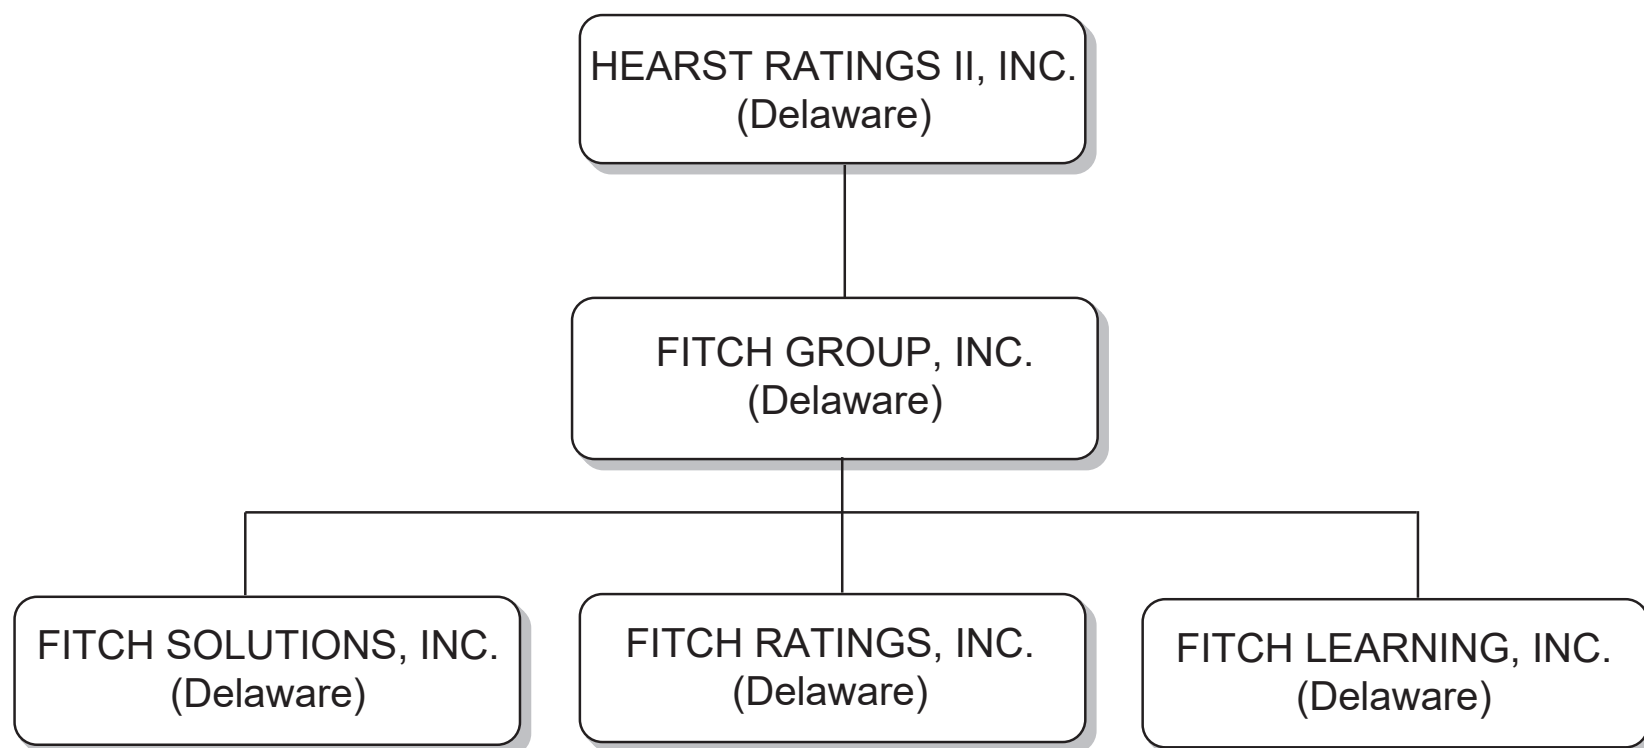 HEARST RATINGS II, INC.
(Delaware)
FITCH GROUP, INC.
(Delaware)
FITCH SOLUTIONS, INC.
(Delaware)
FITCH RATINGS, INC.
(Delaware)
FITCH LEARNING, INC.
(Delaware)